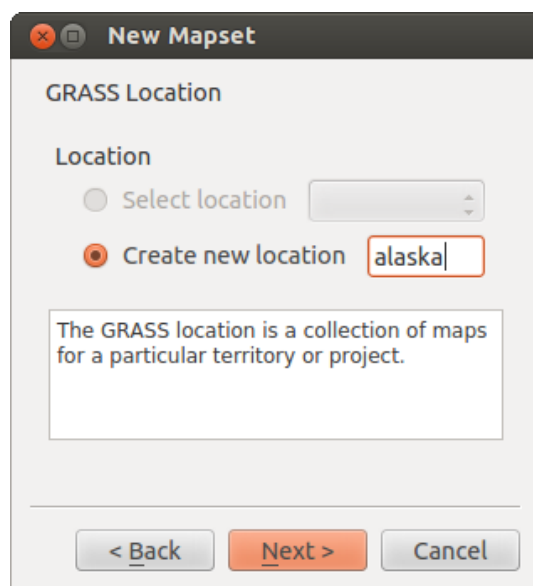 New Mapset
GRASS Location
Location
Select location
Create new location alaska
The GRASS location is a collection of maps
for a particular territory or project.
< Back Next > Cancel